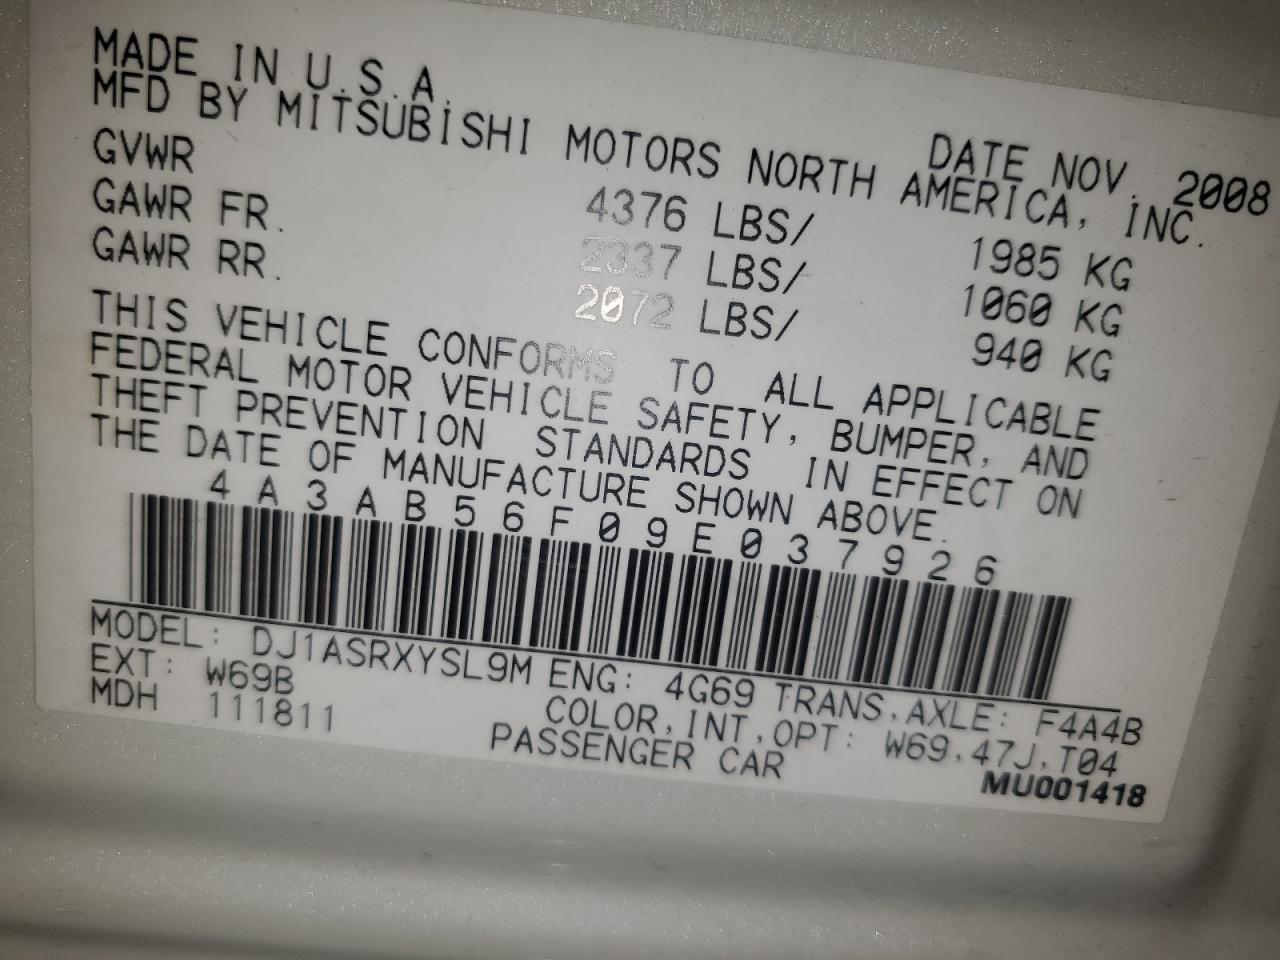 MADE IN U.S.A. DATE NOV. 2008
MFD BY MITSUBISHI MOTORS NORTH AMERICA, INC.
GVWR 4376 LBS/ 1985 KG
GAWR FR. 2337 LBS/ 1060 KG
GAWR RR. 2072 LBS/ 940 KG
THIS VEHICLE CONFORMS TO ALL APPLICABLE
FEDERAL MOTOR VEHICLE SAFETY, BUMPER, AND
THEFT PREVENTION STANDARDS IN EFFECT ON
THE DATE OF MANUFACTURE SHOWN ABOVE.
4A3AB56F09E037926
MODEL: DJ1ASRXYSL9M ENG: 4G69 TRANS,AXLE: F4A4B
EXT: W69B COLOR,INT,OPT: W69,47J,T04
MDH 111811 PASSENGER CAR MU001418